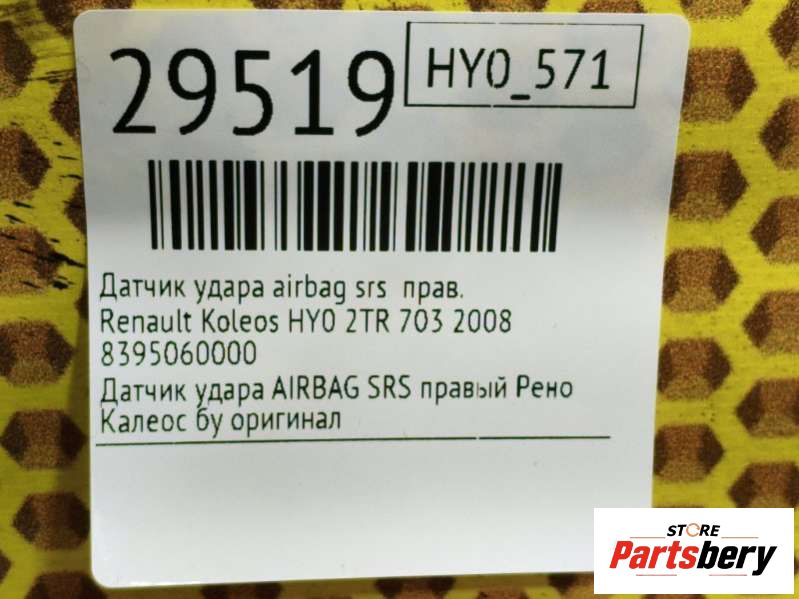 29519
HY0_571
Датчик удара airbag srs прав.
Renault Koleos HY0 2TR 703 2008
8395060000
Датчик удара AIRBAG SRS правый Рено
Калеос бу оригинал
STORE
Partsbery